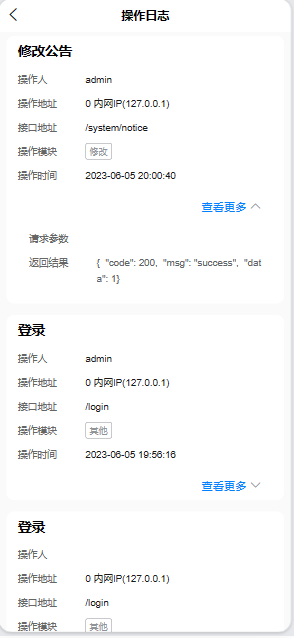 操作日志
修改公告
操作人 admin
操作地址 0 内网IP(127.0.0.1)
接口地址 /system/notice
操作模块 修改
操作时间 2023-06-05 20:00:40
查看更多
请求参数
返回结果 { "code": 200, "msg": "success", "dat
a": 1}
登录
操作人 admin
操作地址 0 内网IP(127.0.0.1)
接口地址 /login
操作模块 其他
操作时间 2023-06-05 19:56:16
查看更多
登录
操作人
操作地址 0 内网IP(127.0.0.1)
接口地址 /login
操作模块 其他